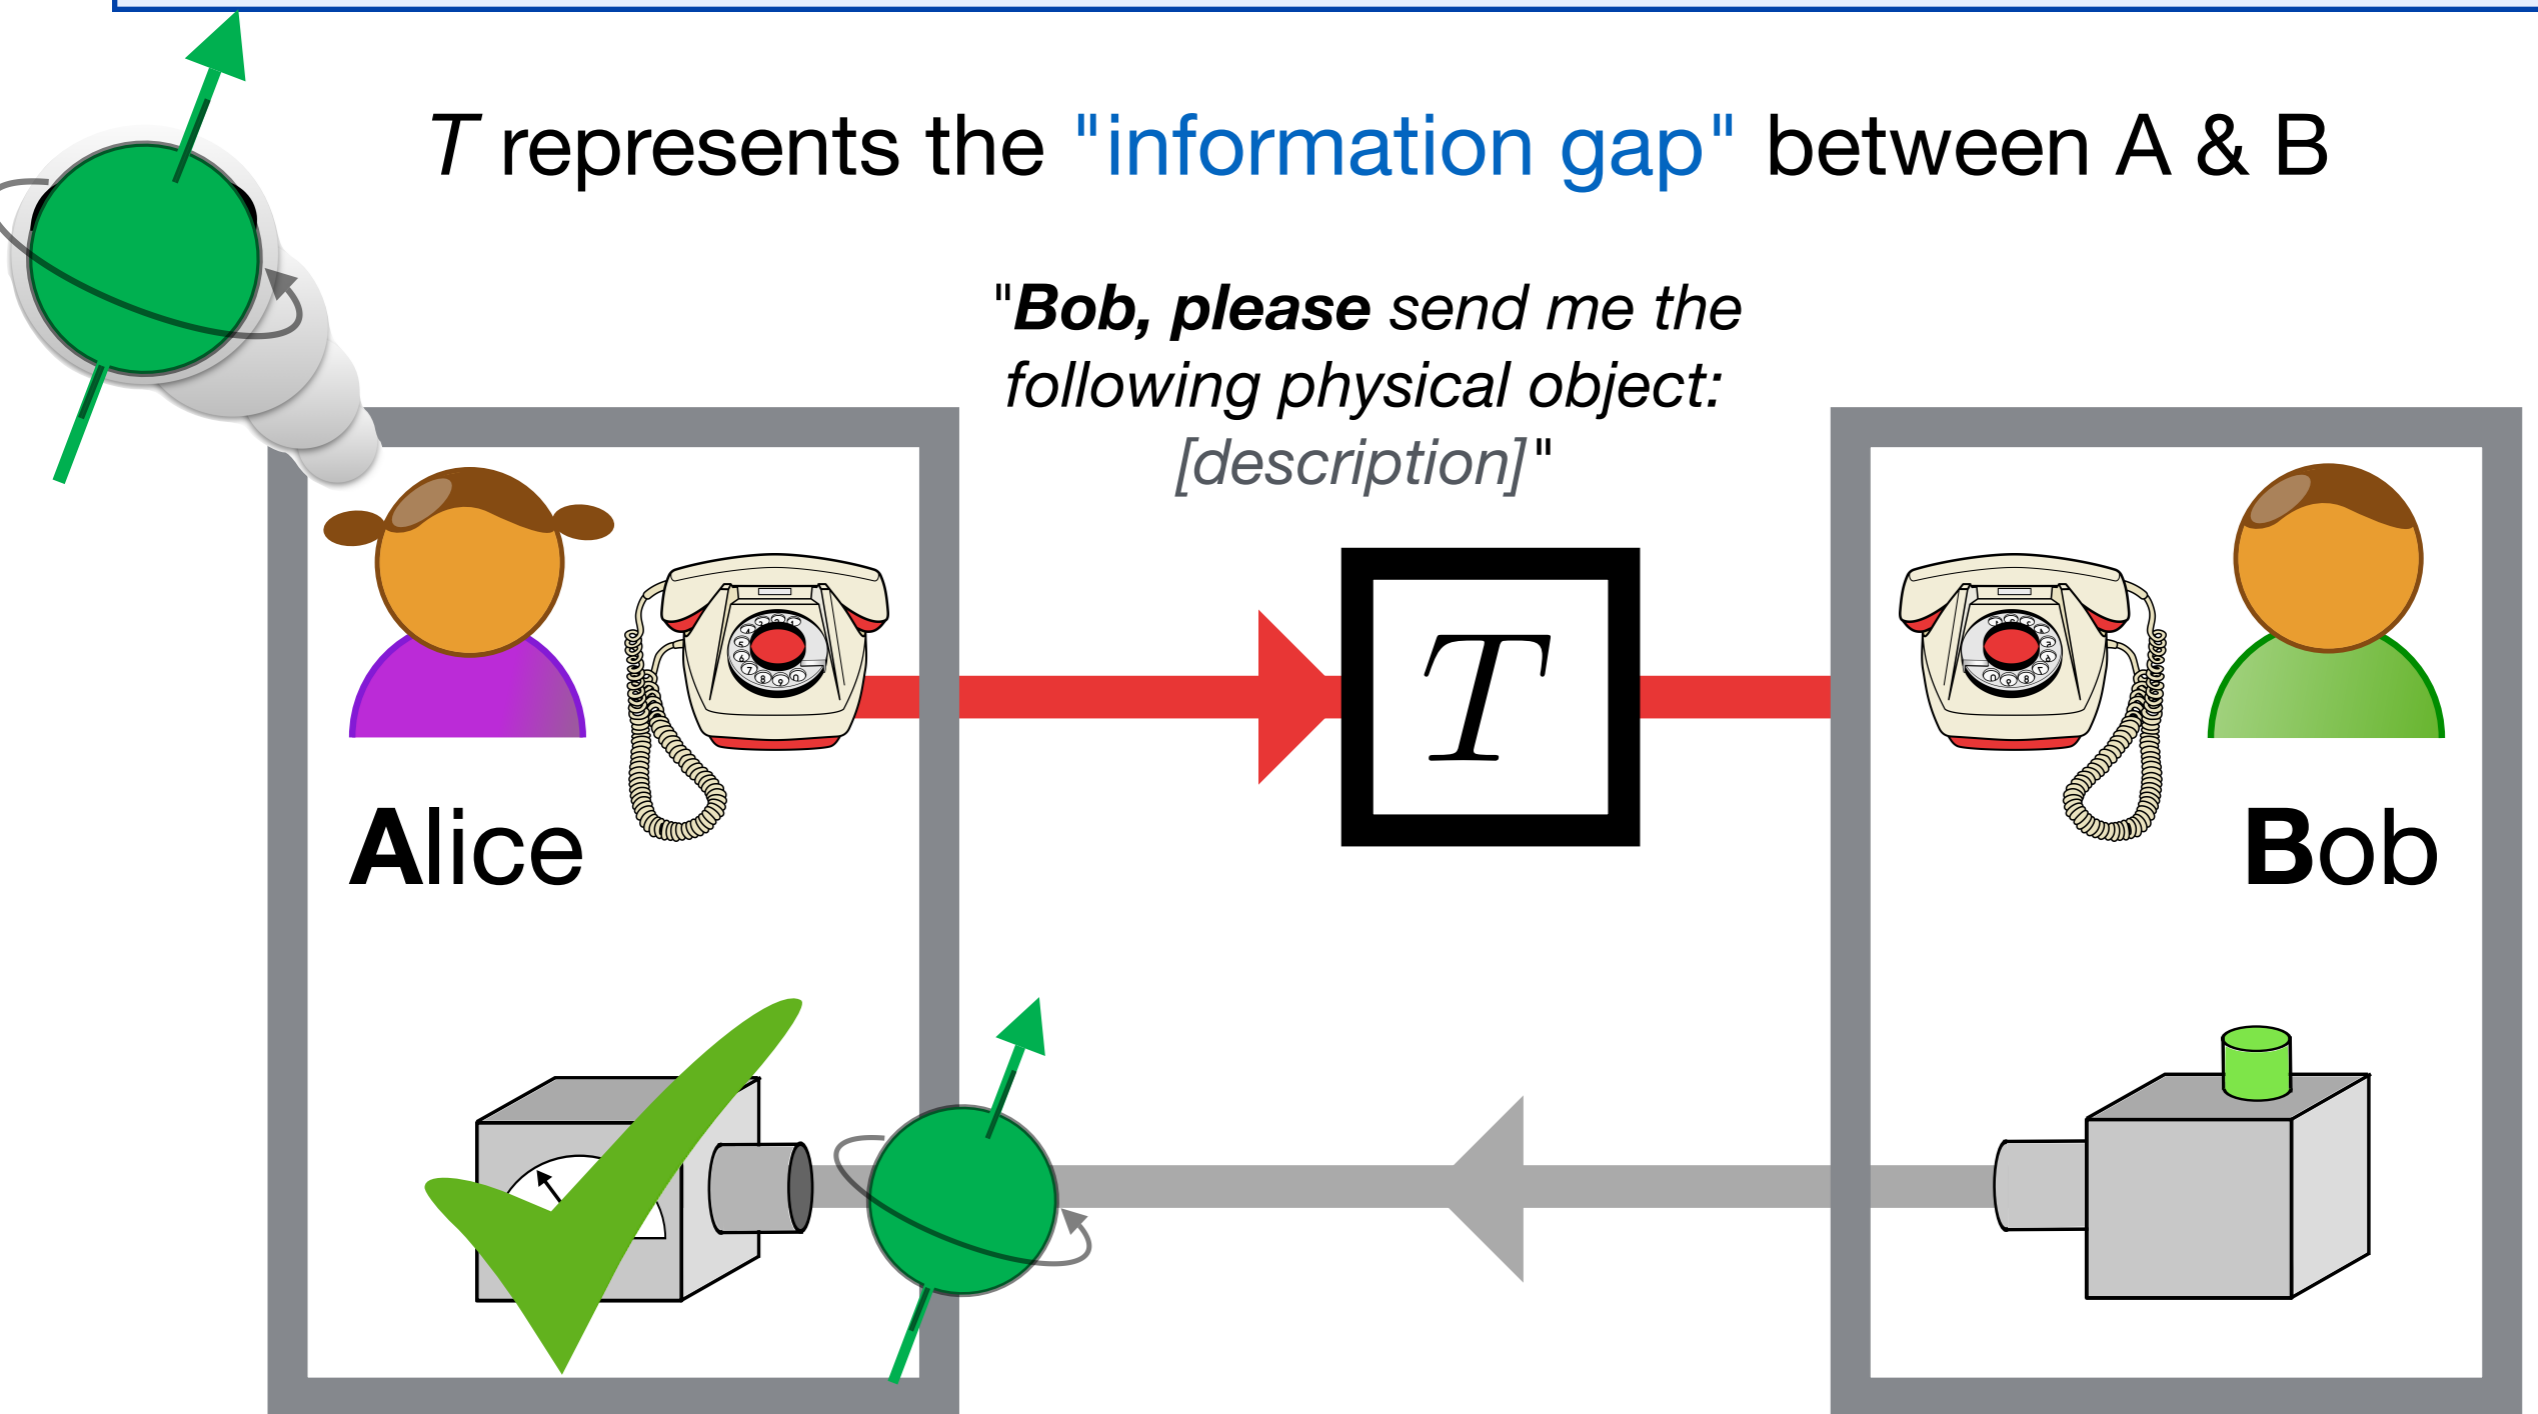 T represents the "information gap" between A & B
"Bob, please send me the
following physical object:
[description]"
T
Alice
Bob